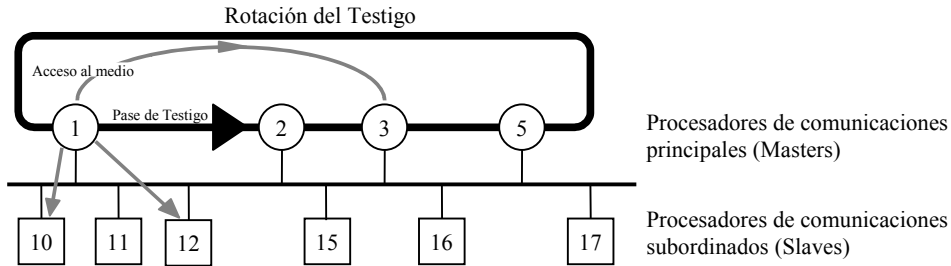 Rotación del Testigo
Acceso al medio
Pase de Testigo
1
2
3
5
Procesadores de comunicaciones
principales (Masters)
10
11
12
15
16
17
Procesadores de comunicaciones
subordinados (Slaves)